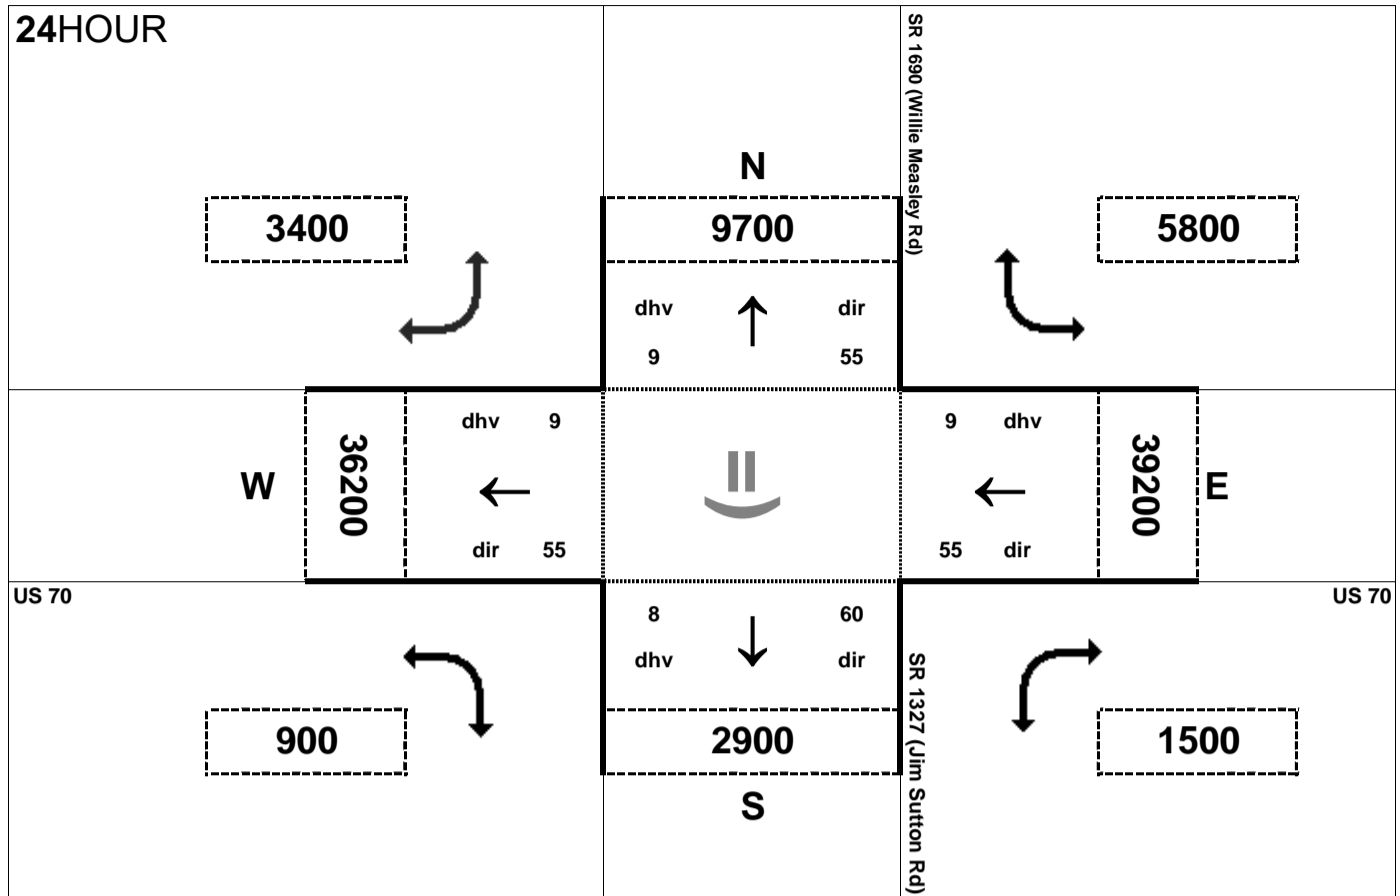 24HOUR
SR 1690 (Willie Measley Rd)
N
3400
9700
5800
dhv
dir
9
55
dhv 9
9 dhv
W
36200
39200
E
dir 55
55 dir
US 70
US 70
8
60
dhv
dir
SR 1327 (Jim Sutton Rd)
900
2900
1500
S